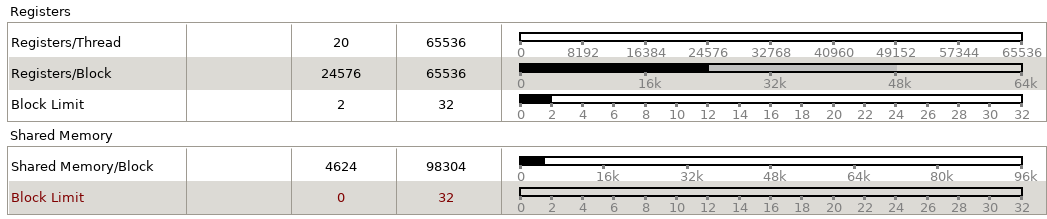 Registers
Registers/Thread 20 65536
0 8192 16384 24576 32768 40960 49152 57344 65536
Registers/Block 24576 65536
0 16k 32k 48k 64k
Block Limit 2 32
0 2 4 6 8 10 12 14 16 18 20 22 24 26 28 30 32
Shared Memory
Shared Memory/Block 4624 98304
0 16k 32k 48k 64k 80k 96k
Block Limit 0 32
0 2 4 6 8 10 12 14 16 18 20 22 24 26 28 30 32